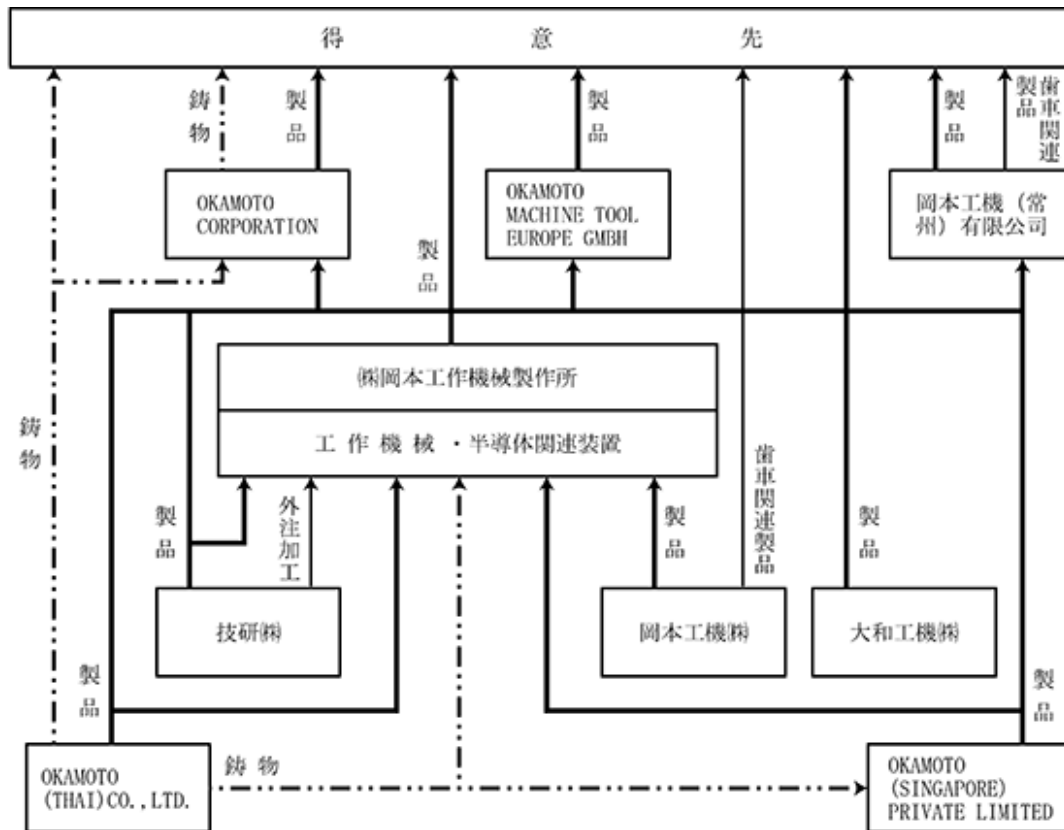 得意先
鋳物
製品
製品
製品
歯車関連
製品
OKAMOTO
CORPORATION
OKAMOTO
MACHINE TOOL
EUROPE GMBH
岡本工機（常
州）有限公司
製品
㈱岡本工作機械製作所
工作機械・半導体関連装置
鋳物
製品
外注加工
製品
歯車関連製品
製品
技研㈱
岡本工機㈱
大和工機㈱
製品
製品
OKAMOTO
(THAI)CO.,LTD.
鋳物
OKAMOTO
(SINGAPORE)
PRIVATE LIMITED